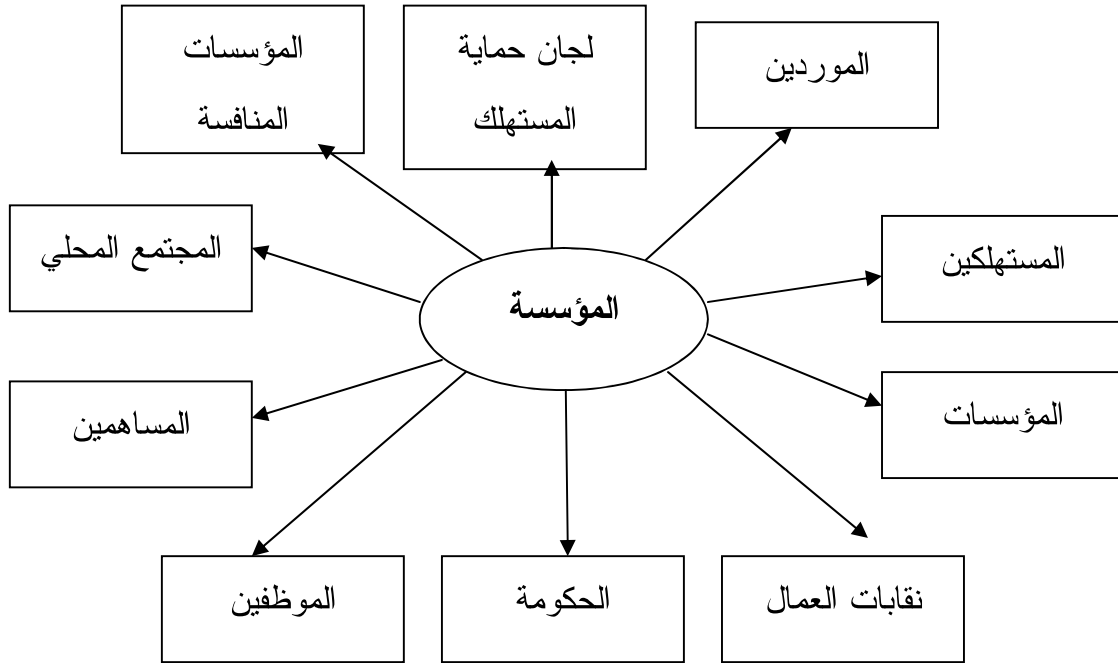 المؤسسات
المنافسة
لجان حماية
المستهلك
الموردين
المجتمع المحلي
المستهلكين
المؤسسة
المساهمين
المؤسسات
الموظفين
الحكومة
نقابات العمال